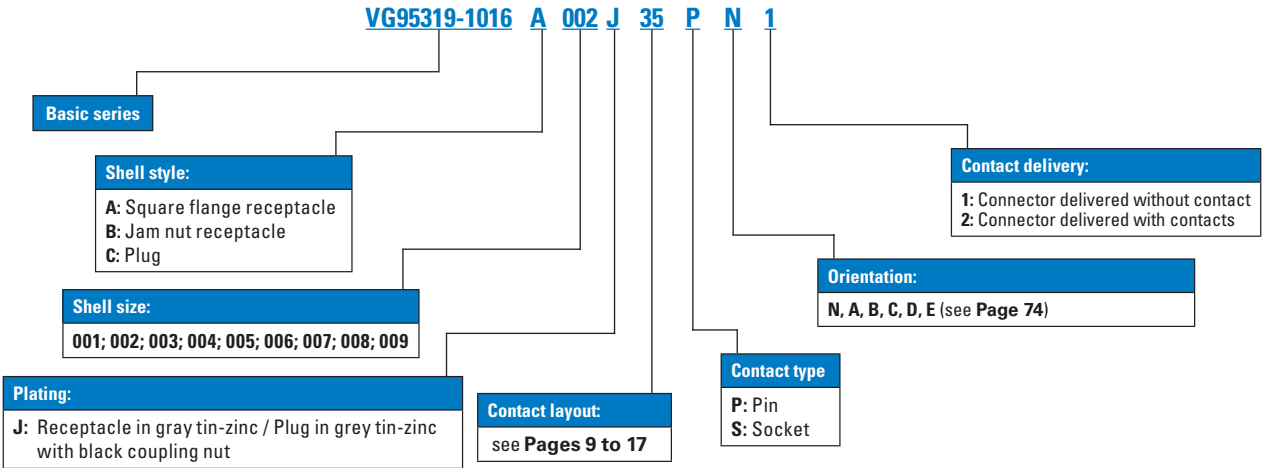 VG95319-1016 A 002 J 35 P N 1
Basic series
Shell style:
A: Square flange receptacle
B: Jam nut receptacle
C: Plug
Shell size:
001; 002; 003; 004; 005; 006; 007; 008; 009
Plating:
J: Receptacle in gray tin-zinc / Plug in grey tin-zinc
with black coupling nut
Contact layout:
see Pages 9 to 17
Contact type
P: Pin
S: Socket
Orientation:
N, A, B, C, D, E (see Page 74)
Contact delivery:
1: Connector delivered without contact
2: Connector delivered with contacts